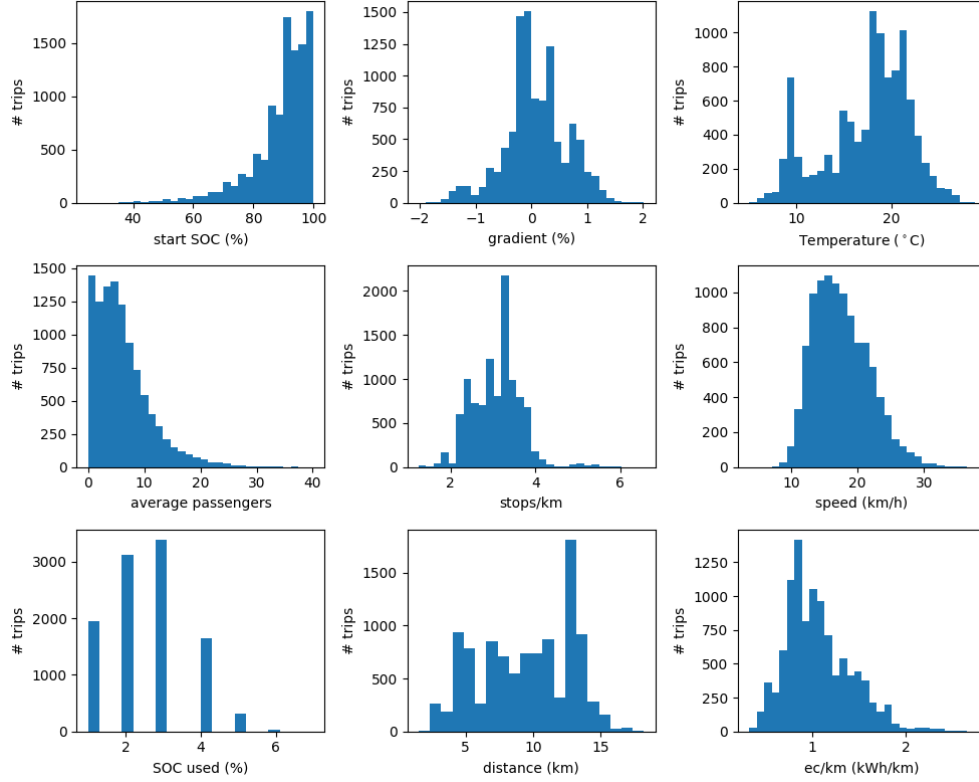 # trips
1500
1000
500
0
40 60 80 100
start SOC (%)
# trips
1500
1250
1000
750
500
250
0
−2 −1 0 1 2
gradient (%)
# trips
1000
800
600
400
200
0
10 20
Temperature (°C)
# trips
1500
1250
1000
750
500
250
0
0 10 20 30 40
average passengers
# trips
2000
1500
1000
500
0
2 4 6
stops/km
# trips
1000
800
600
400
200
0
10 20 30
speed (km/h)
# trips
3000
2000
1000
0
2 4 6
SOC used (%)
# trips
1500
1000
500
0
5 10 15
distance (km)
# trips
1250
1000
750
500
250
0
1 2
ec/km (kWh/km)